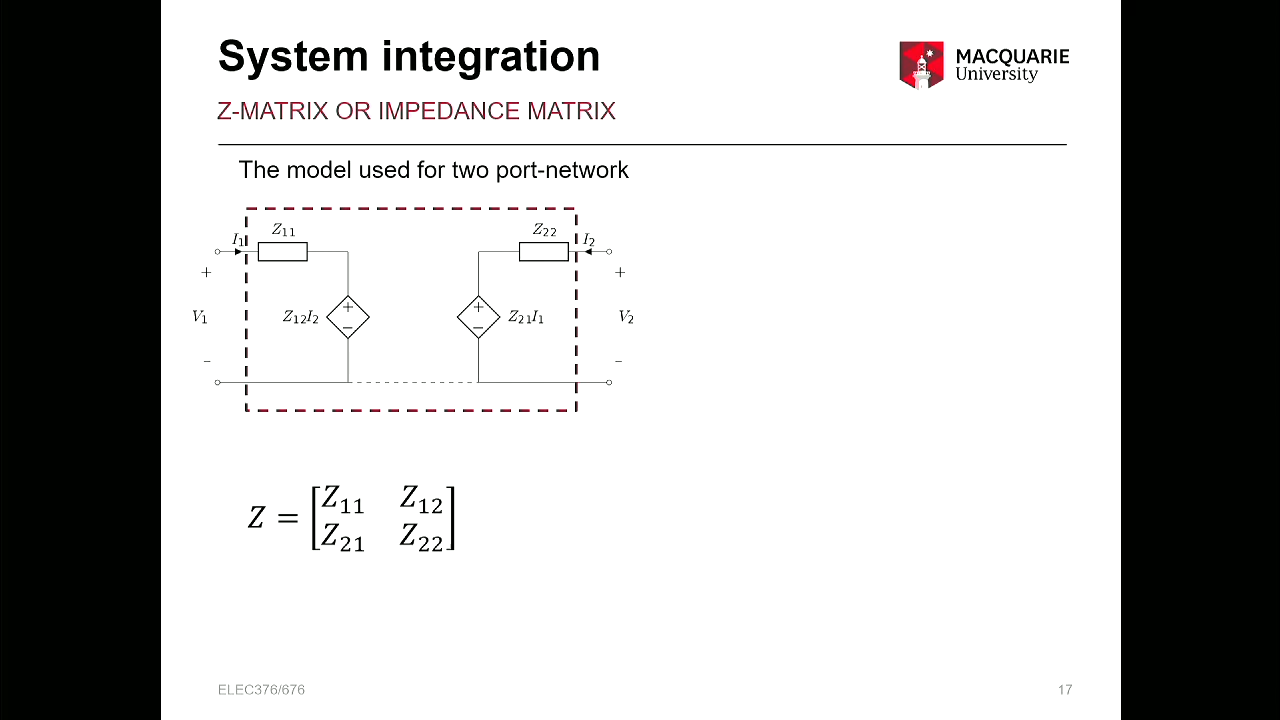 System integration
MACQUARIE
University
Z-MATRIX OR IMPEDANCE MATRIX
The model used for two port-network
Z11 Z22
I1 I2
+ +
V1 Z12I2 + − + − Z21I1 V2
− −
Z = [Z11 Z12
Z21 Z22]
ELEC376/676 17